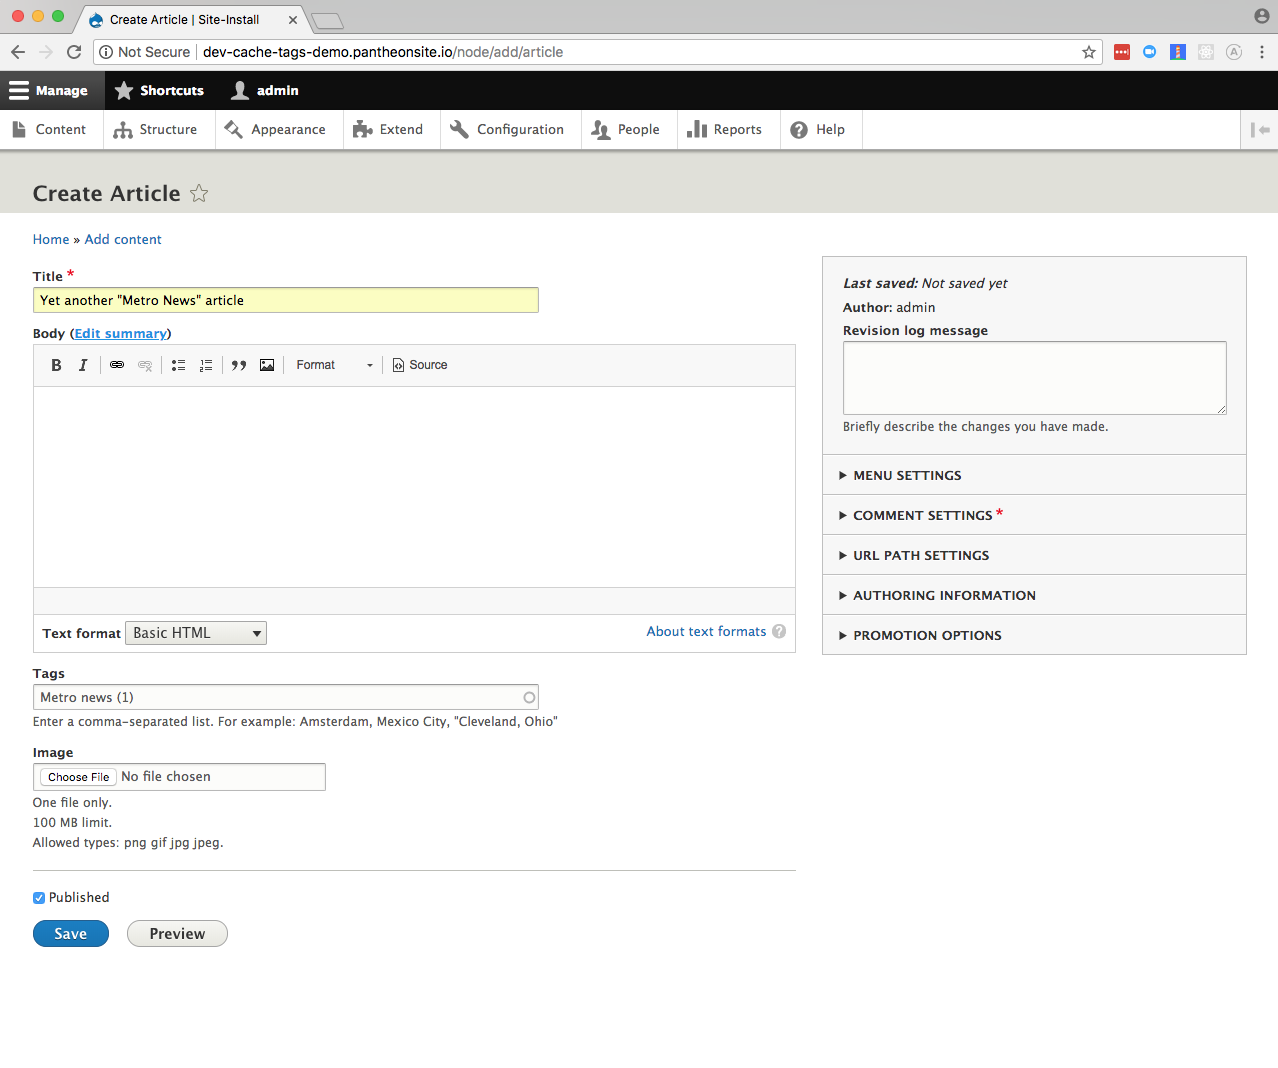 Create Article | Site-Install
Not Secure | dev-cache-tags-demo.pantheonsite.io/node/add/article
Manage Shortcuts admin
Content Structure Appearance Extend Configuration People Reports Help
Create Article
Home » Add content
Title *
Yet another "Metro News" article
Body (Edit summary)
B I Format Source
Text format Basic HTML About text formats ?
Tags
Metro news (1)
Enter a comma-separated list. For example: Amsterdam, Mexico City, "Cleveland, Ohio"
Image
Choose File No file chosen
One file only.
100 MB limit.
Allowed types: png gif jpg jpeg.
Published
Save Preview
Last saved: Not saved yet
Author: admin
Revision log message
Briefly describe the changes you have made.
MENU SETTINGS
COMMENT SETTINGS *
URL PATH SETTINGS
AUTHORING INFORMATION
PROMOTION OPTIONS